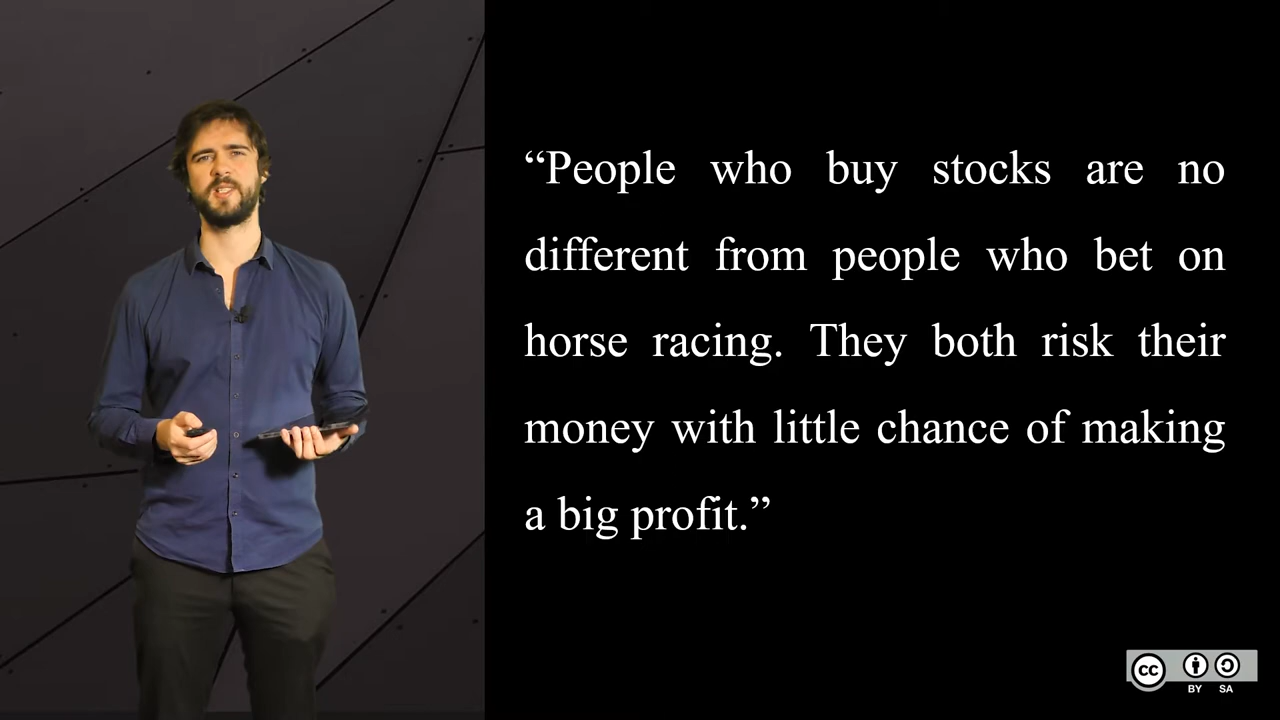 “People who buy stocks are no
different from people who bet on
horse racing. They both risk their
money with little chance of making
a big profit.”
cc
BY SA